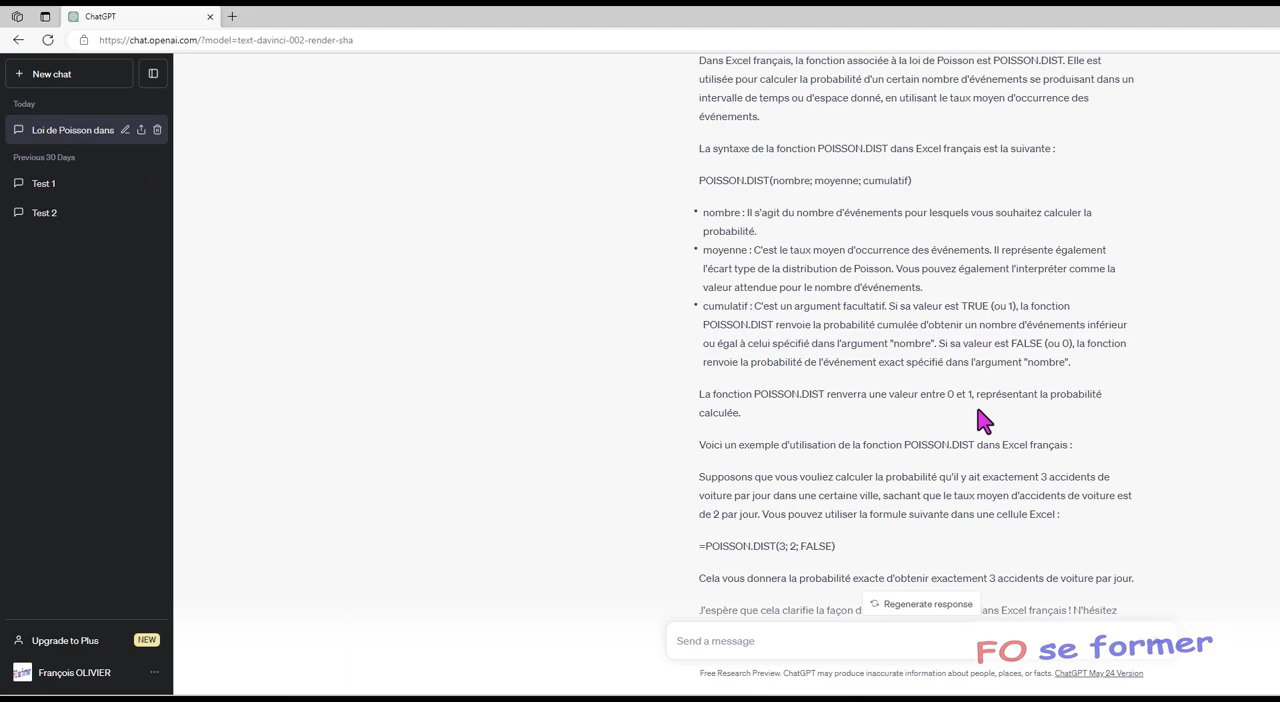 ChatGPT
https://chat.openai.com/?model=text-davinci-002-render-sha
New chat
Today
Loi de Poisson dans
Previous 30 Days
Test 1
Test 2
Upgrade to Plus NEW
François OLIVIER
Dans Excel français, la fonction associée à la loi de Poisson est POISSON.DIST. Elle est
utilisée pour calculer la probabilité d'un certain nombre d'événements se produisant dans un
intervalle de temps ou d'espace donné, en utilisant le taux moyen d'occurrence des
événements.
La syntaxe de la fonction POISSON.DIST dans Excel français est la suivante :
POISSON.DIST(nombre; moyenne; cumulatif)
• nombre : Il s'agit du nombre d'événements pour lesquels vous souhaitez calculer la
probabilité.
• moyenne : C'est le taux moyen d'occurrence des événements. Il représente également
l'écart type de la distribution de Poisson. Vous pouvez également l'interpréter comme la
valeur attendue pour le nombre d'événements.
• cumulatif : C'est un argument facultatif. Si sa valeur est TRUE (ou 1), la fonction
POISSON.DIST renvoie la probabilité cumulée d'obtenir un nombre d'événements inférieur
ou égal à celui spécifié dans l'argument "nombre". Si sa valeur est FALSE (ou 0), la fonction
renvoie la probabilité de l'événement exact spécifié dans l'argument "nombre".
La fonction POISSON.DIST renverra une valeur entre 0 et 1, représentant la probabilité
calculée.
Voici un exemple d'utilisation de la fonction POISSON.DIST dans Excel français :
Supposons que vous vouliez calculer la probabilité qu'il y ait exactement 3 accidents de
voiture par jour dans une certaine ville, sachant que le taux moyen d'accidents de voiture est
de 2 par jour. Vous pouvez utiliser la formule suivante dans une cellule Excel :
=POISSON.DIST(3; 2; FALSE)
Cela vous donnera la probabilité exacte d'obtenir exactement 3 accidents de voiture par jour.
J'espère que cela clarifie la façon d ans Excel français ! N'hésitez
Regenerate response
Send a message
FO se former
Free Research Preview. ChatGPT may produce inaccurate information about people, places, or facts. ChatGPT May 24 Version